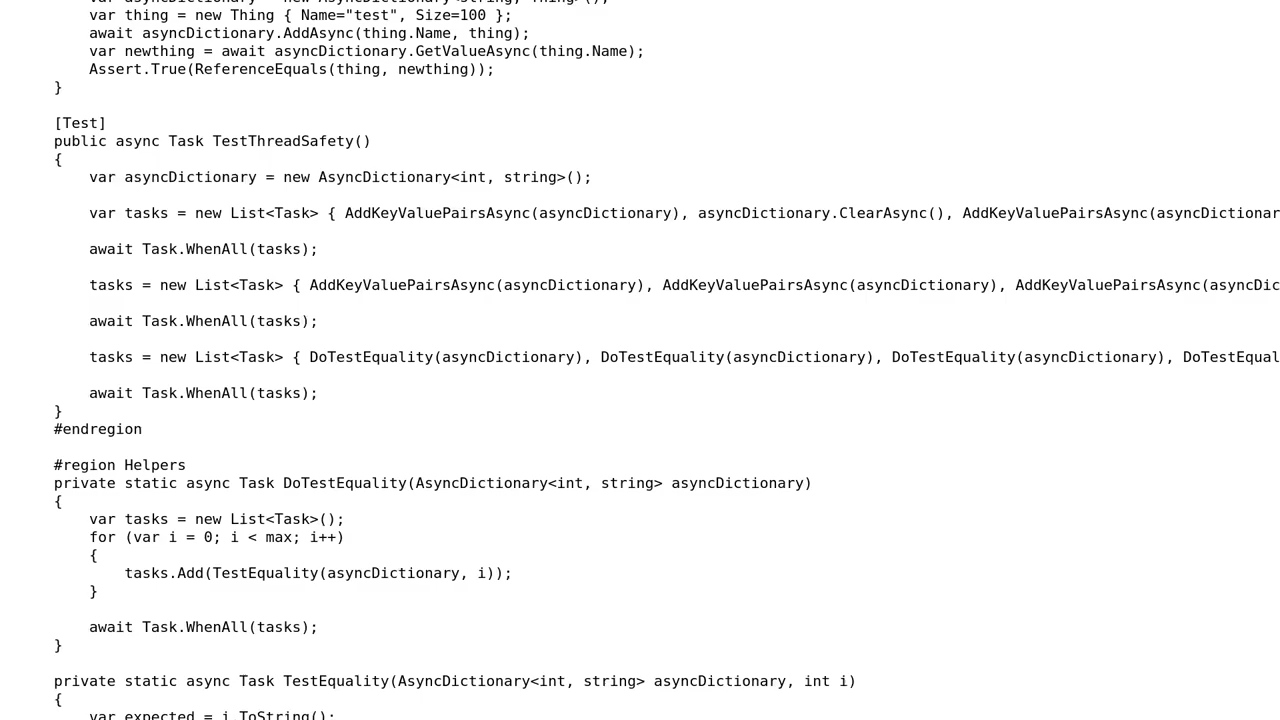 var thing = new Thing { Name="test", Size=100 };
await asyncDictionary.AddAsync(thing.Name, thing);
var newthing = await asyncDictionary.GetValueAsync(thing.Name);
Assert.True(ReferenceEquals(thing, newthing));
}
[Test]
public async Task TestThreadSafety()
{
var asyncDictionary = new AsyncDictionary<int, string>();
var tasks = new List<Task> { AddKeyValuePairsAsync(asyncDictionary), asyncDictionary.ClearAsync(), AddKeyValuePairsAsync(asyncDictionar
await Task.WhenAll(tasks);
tasks = new List<Task> { AddKeyValuePairsAsync(asyncDictionary), AddKeyValuePairsAsync(asyncDictionary), AddKeyValuePairsAsync(asyncDic
await Task.WhenAll(tasks);
tasks = new List<Task> { DoTestEquality(asyncDictionary), DoTestEquality(asyncDictionary), DoTestEquality(asyncDictionary), DoTestEqual
await Task.WhenAll(tasks);
}
#endregion
#region Helpers
private static async Task DoTestEquality(AsyncDictionary<int, string> asyncDictionary)
{
var tasks = new List<Task>();
for (var i = 0; i < max; i++)
{
tasks.Add(TestEquality(asyncDictionary, i));
}
await Task.WhenAll(tasks);
}
private static async Task TestEquality(AsyncDictionary<int, string> asyncDictionary, int i)
{
var expected = i.ToString();